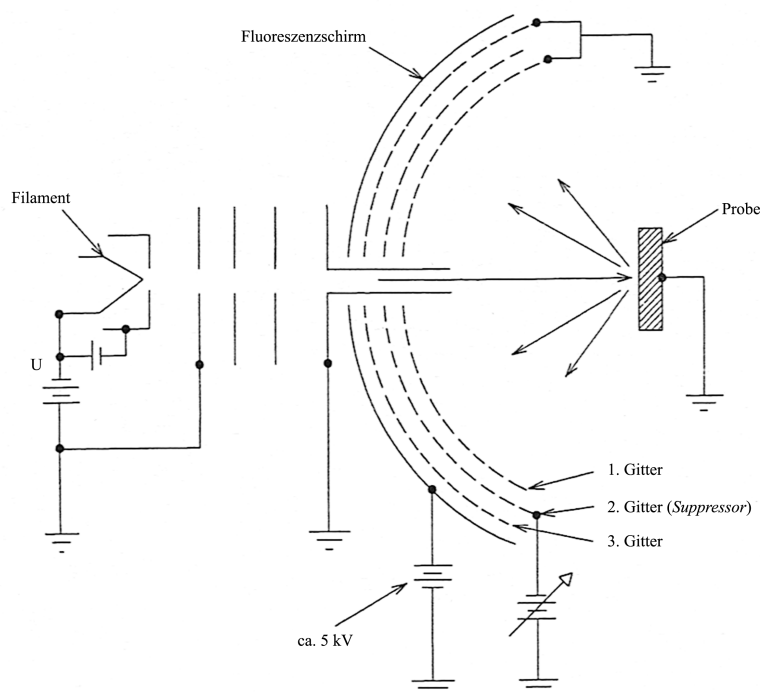 Fluoreszenzschirm
Filament
Probe
U
1. Gitter
2. Gitter (Suppressor)
3. Gitter
ca. 5 kV